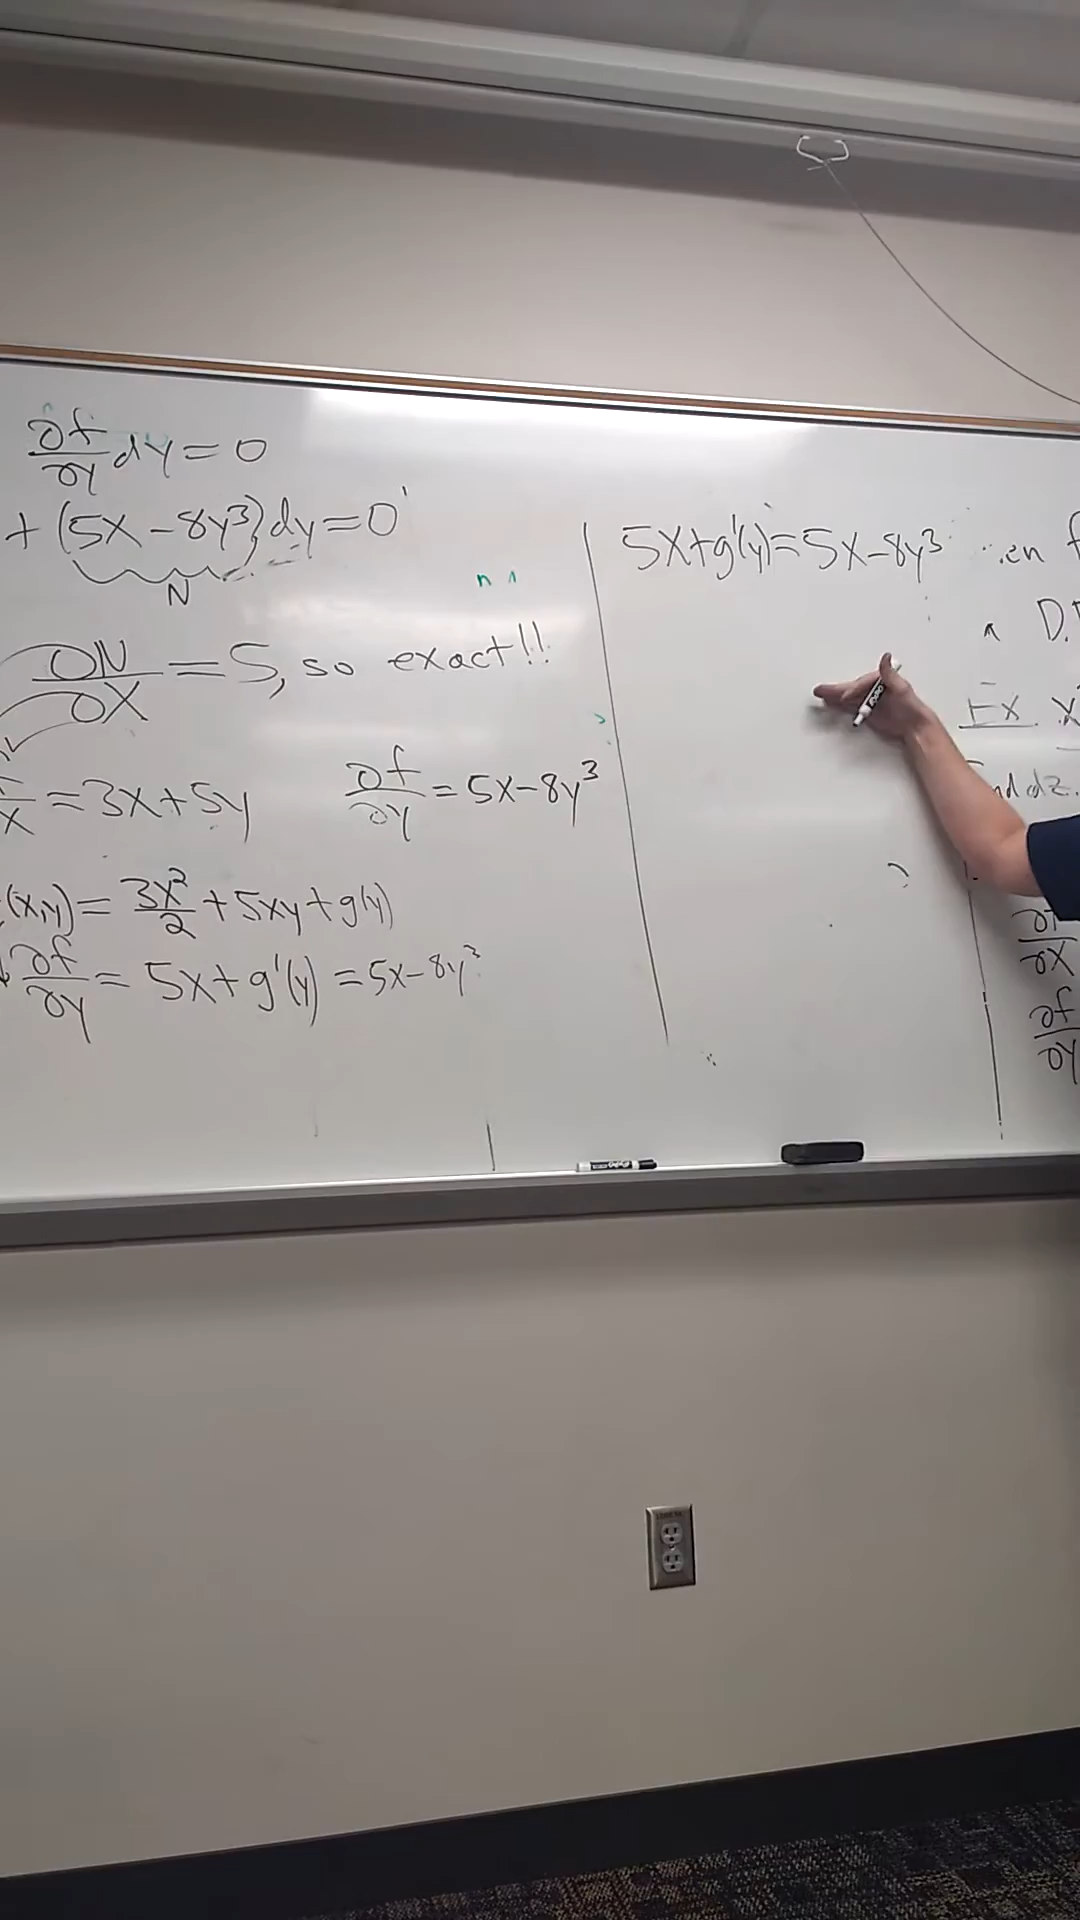 ∂f/∂y dy = 0
+ (5x - 8y³) dy = 0
N
∂N/∂x = 5, so exact!!
= 3x + 5y
∂f/∂y = 5x - 8y³
(x,y) = 3x²/2 + 5xy + g(y)
∂f/∂y = 5x + g'(y) = 5x - 8y³
5x + g'(y) = 5x - 8y³
D.
Ex. x
dz.
∂f/∂x
∂f/∂y